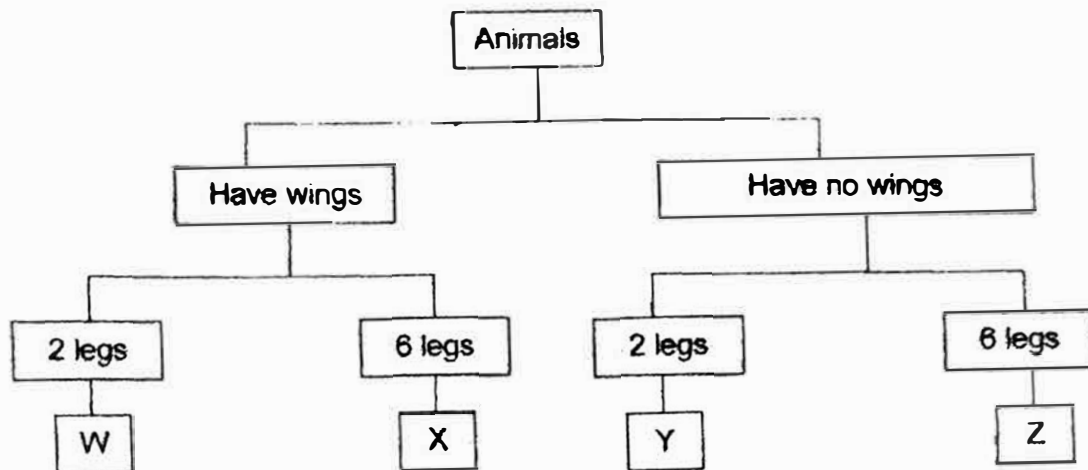 Animals
Have wings
Have no wings
2 legs
6 legs
2 legs
6 legs
W
X
Y
Z